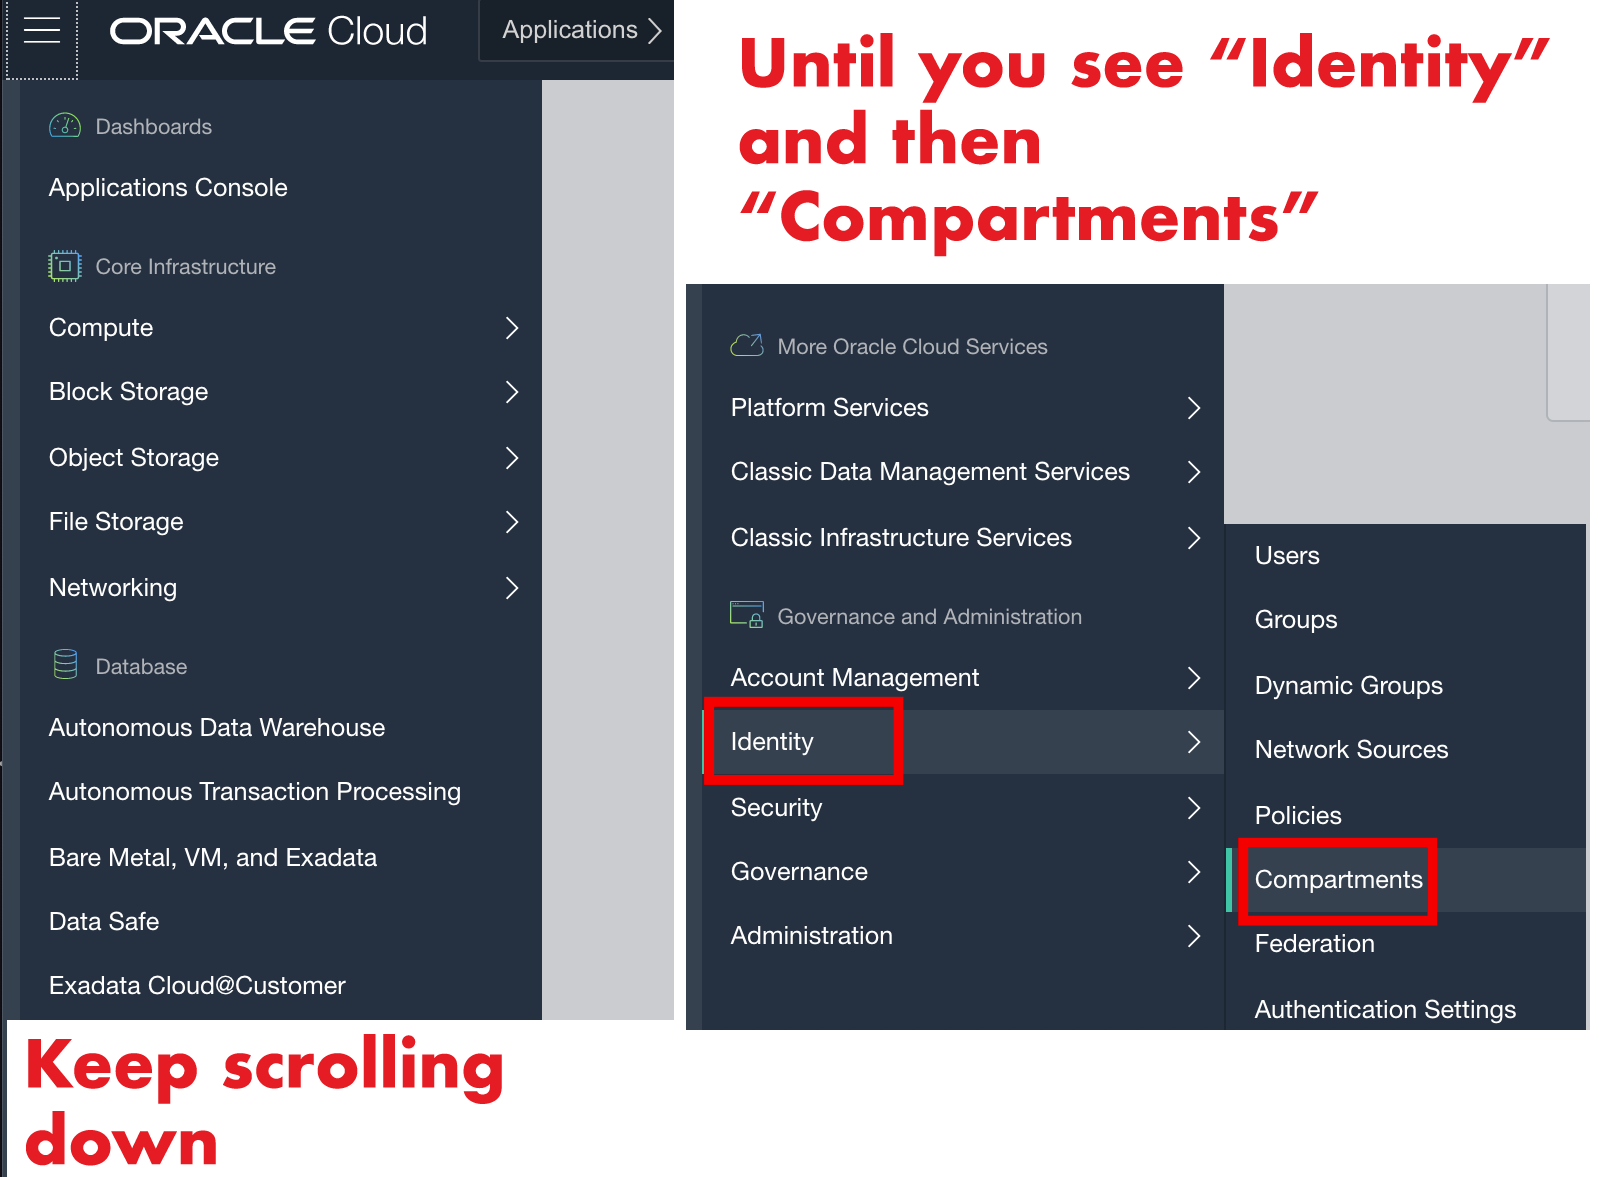 ORACLE Cloud
Applications
Dashboards
Applications Console
Core Infrastructure
Compute
Block Storage
Object Storage
File Storage
Networking
Database
Autonomous Data Warehouse
Autonomous Transaction Processing
Bare Metal, VM, and Exadata
Data Safe
Exadata Cloud@Customer
Keep scrolling
down
Until you see “Identity”
and then
“Compartments”
More Oracle Cloud Services
Platform Services
Classic Data Management Services
Classic Infrastructure Services
Governance and Administration
Account Management
Identity
Security
Governance
Administration
Users
Groups
Dynamic Groups
Network Sources
Policies
Compartments
Federation
Authentication Settings